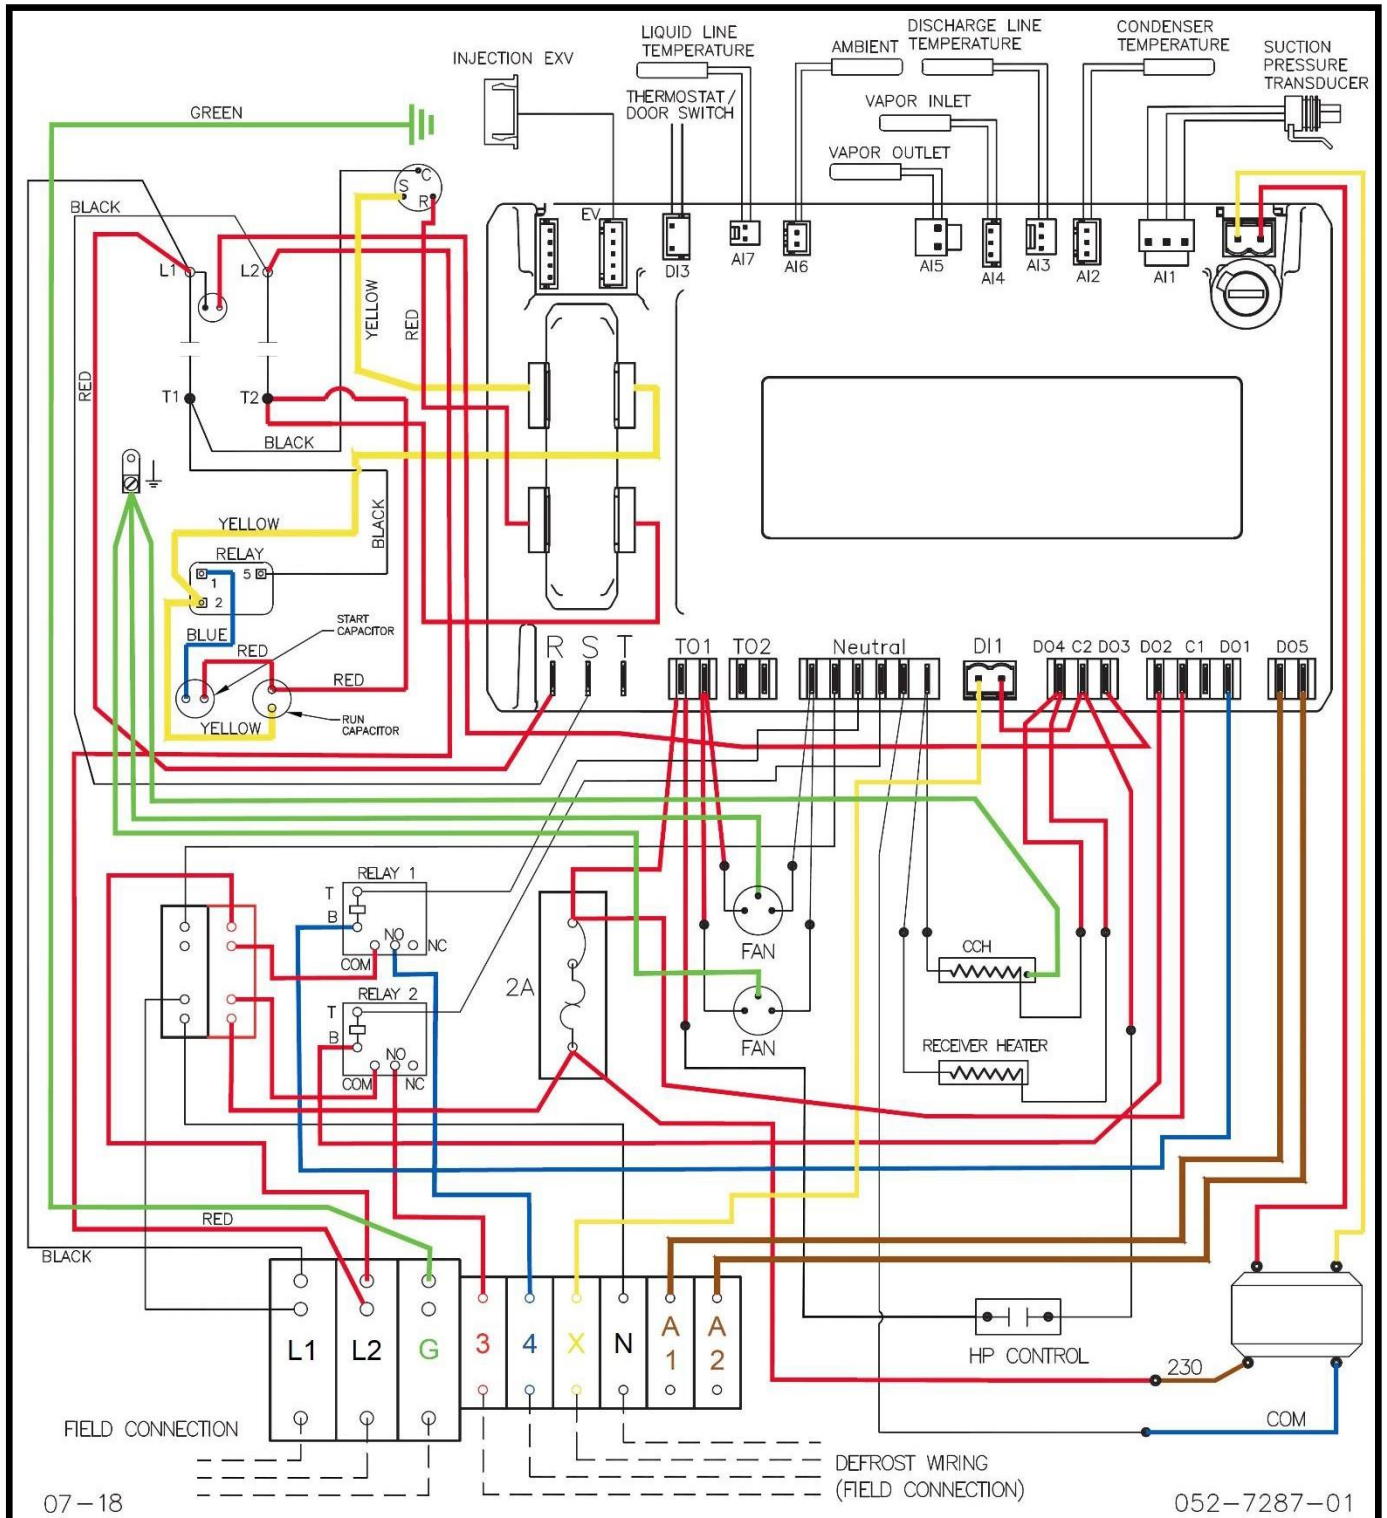 LIQUID LINE
TEMPERATURE
DISCHARGE LINE
TEMPERATURE
CONDENSER
TEMPERATURE
SUCTION
PRESSURE
TRANSDUCER
INJECTION EXV
AMBIENT
THERMOSTAT/
DOOR SWITCH
VAPOR INLET
VAPOR OUTLET
GREEN
C
S
R
BLACK
EV
DI3
AI7
AI6
AI5
AI4
AI3
AI2
AI1
L1
L2
YELLOW
RED
RED
T1
T2
BLACK
BLACK
YELLOW
RELAY
1
5
2
START
CAPACITOR
BLUE
RED
RED
RUN
CAPACITOR
YELLOW
R
S
T
TO1
TO2
Neutral
DI1
DO4
C2
DO3
DO2
C1
DO1
DO5
RELAY 1
T
B
NO
NC
COM
RELAY 2
T
B
NO
COM
NC
2A
FAN
FAN
CCH
RECEIVER HEATER
RED
BLACK
L1
L2
G
3
4
X
N
A
1
A
2
HP CONTROL
230
COM
FIELD CONNECTION
DEFROST WIRING
(FIELD CONNECTION)
07-18
052-7287-01